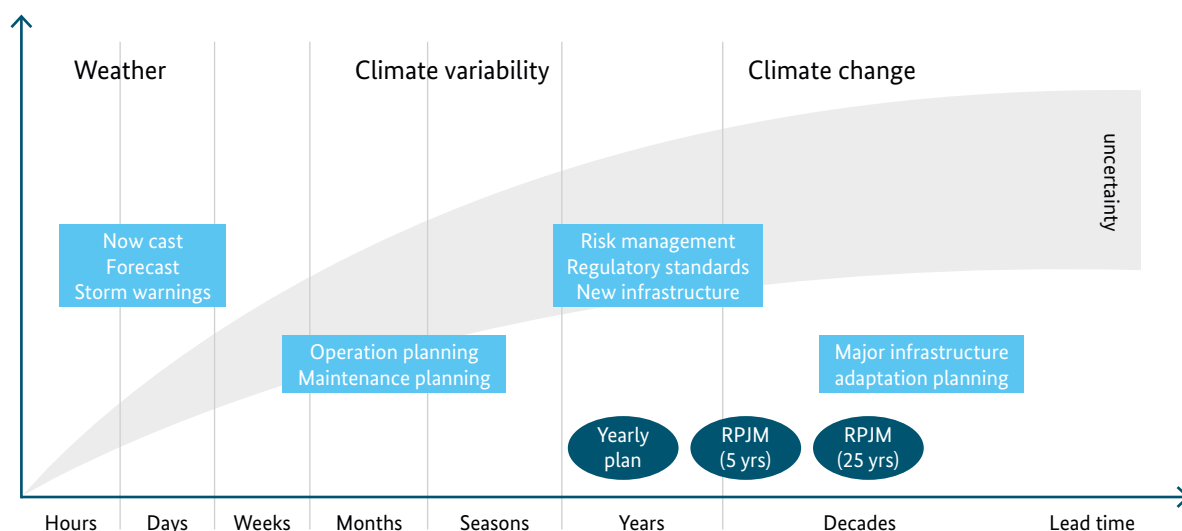 Weather
Climate variability
Climate change
uncertainty
Now cast
Forecast
Storm warnings
Risk management
Regulatory standards
New infrastructure
Operation planning
Maintenance planning
Major infrastructure
adaptation planning
Yearly
plan
RPJM
(5 yrs)
RPJM
(25 yrs)
Hours
Days
Weeks
Months
Seasons
Years
Decades
Lead time